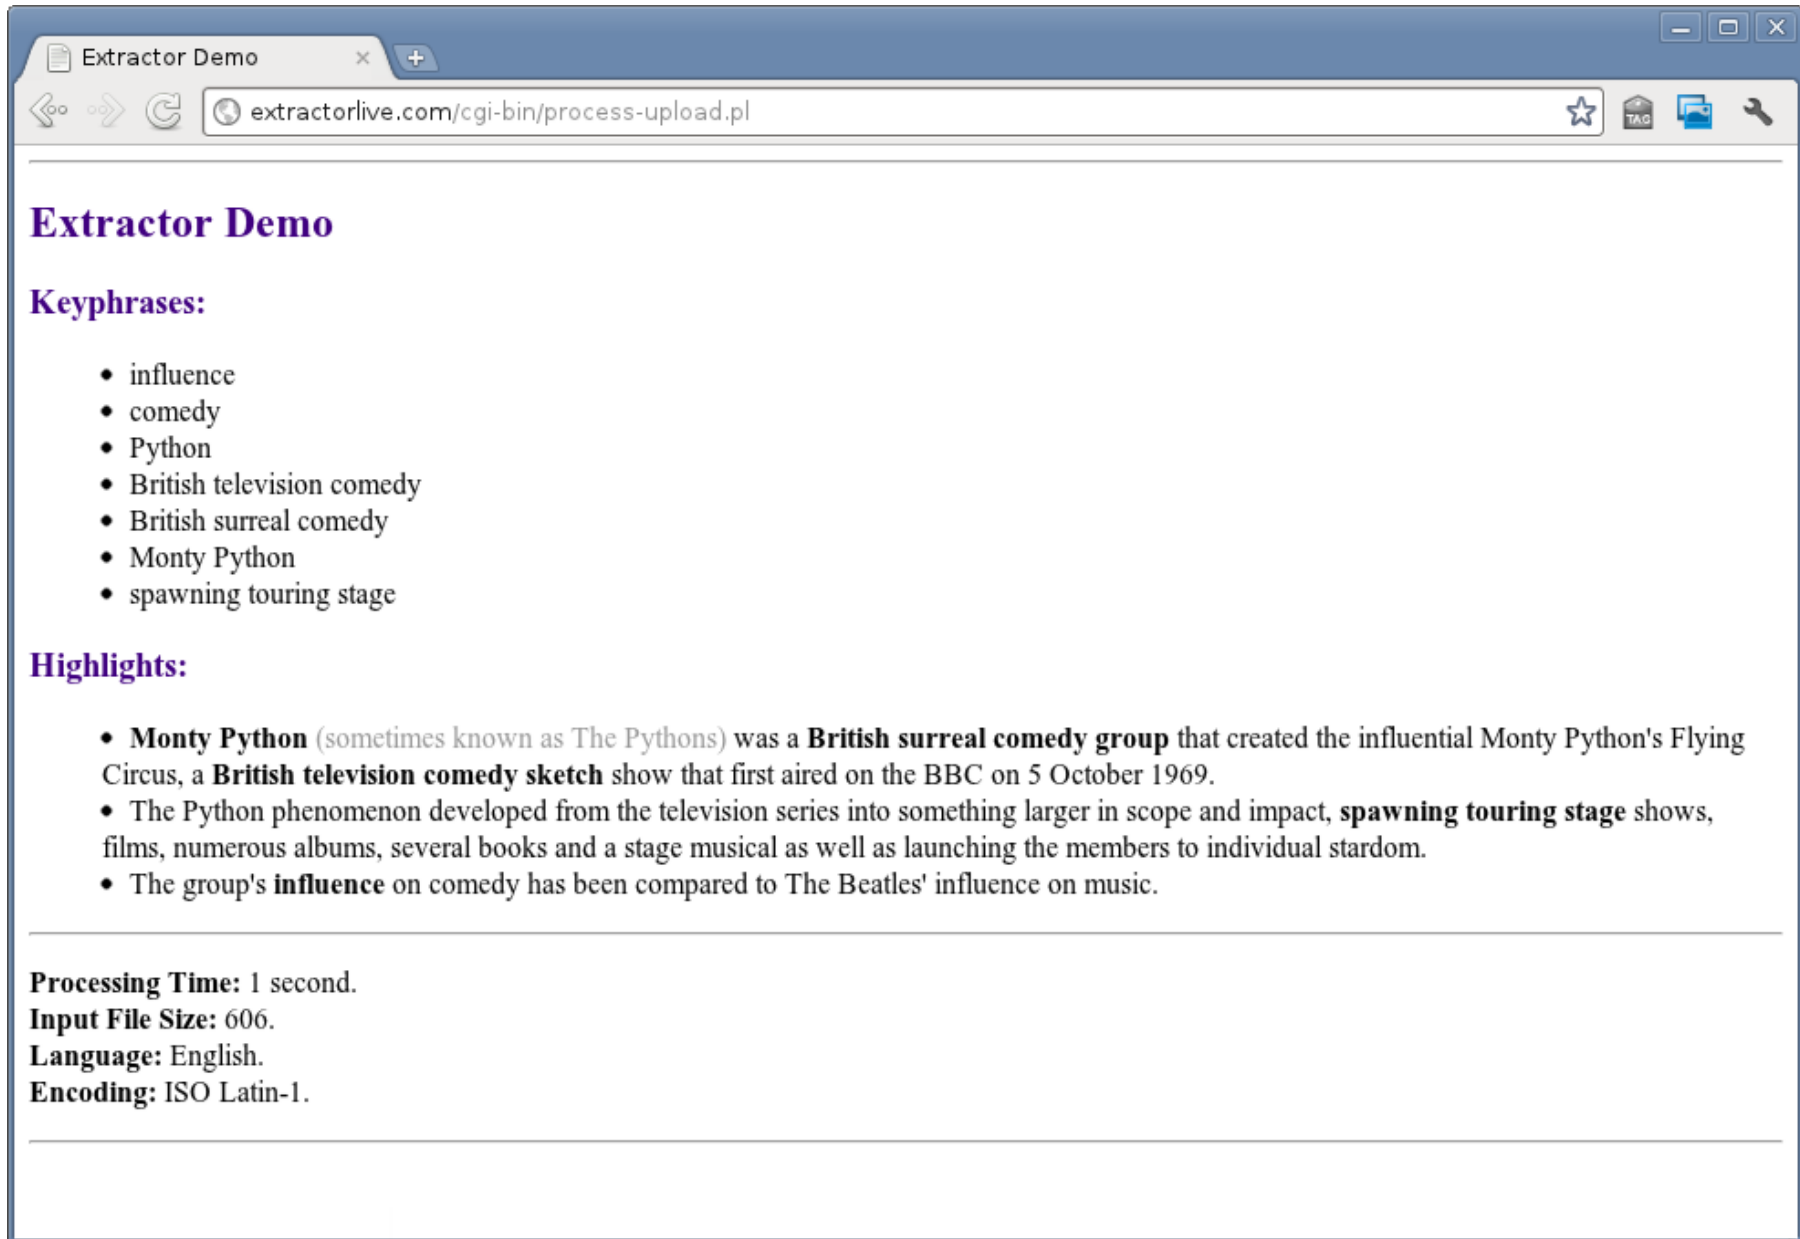 Extractor Demo
extractorlive.com/cgi-bin/process-upload.pl
TAG
Extractor Demo
Keyphrases:
• influence
• comedy
• Python
• British television comedy
• British surreal comedy
• Monty Python
• spawning touring stage
Highlights:
• Monty Python (sometimes known as The Pythons) was a British surreal comedy group that created the influential Monty Python's Flying
Circus, a British television comedy sketch show that first aired on the BBC on 5 October 1969.
• The Python phenomenon developed from the television series into something larger in scope and impact, spawning touring stage shows,
films, numerous albums, several books and a stage musical as well as launching the members to individual stardom.
• The group's influence on comedy has been compared to The Beatles' influence on music.
Processing Time: 1 second.
Input File Size: 606.
Language: English.
Encoding: ISO Latin-1.